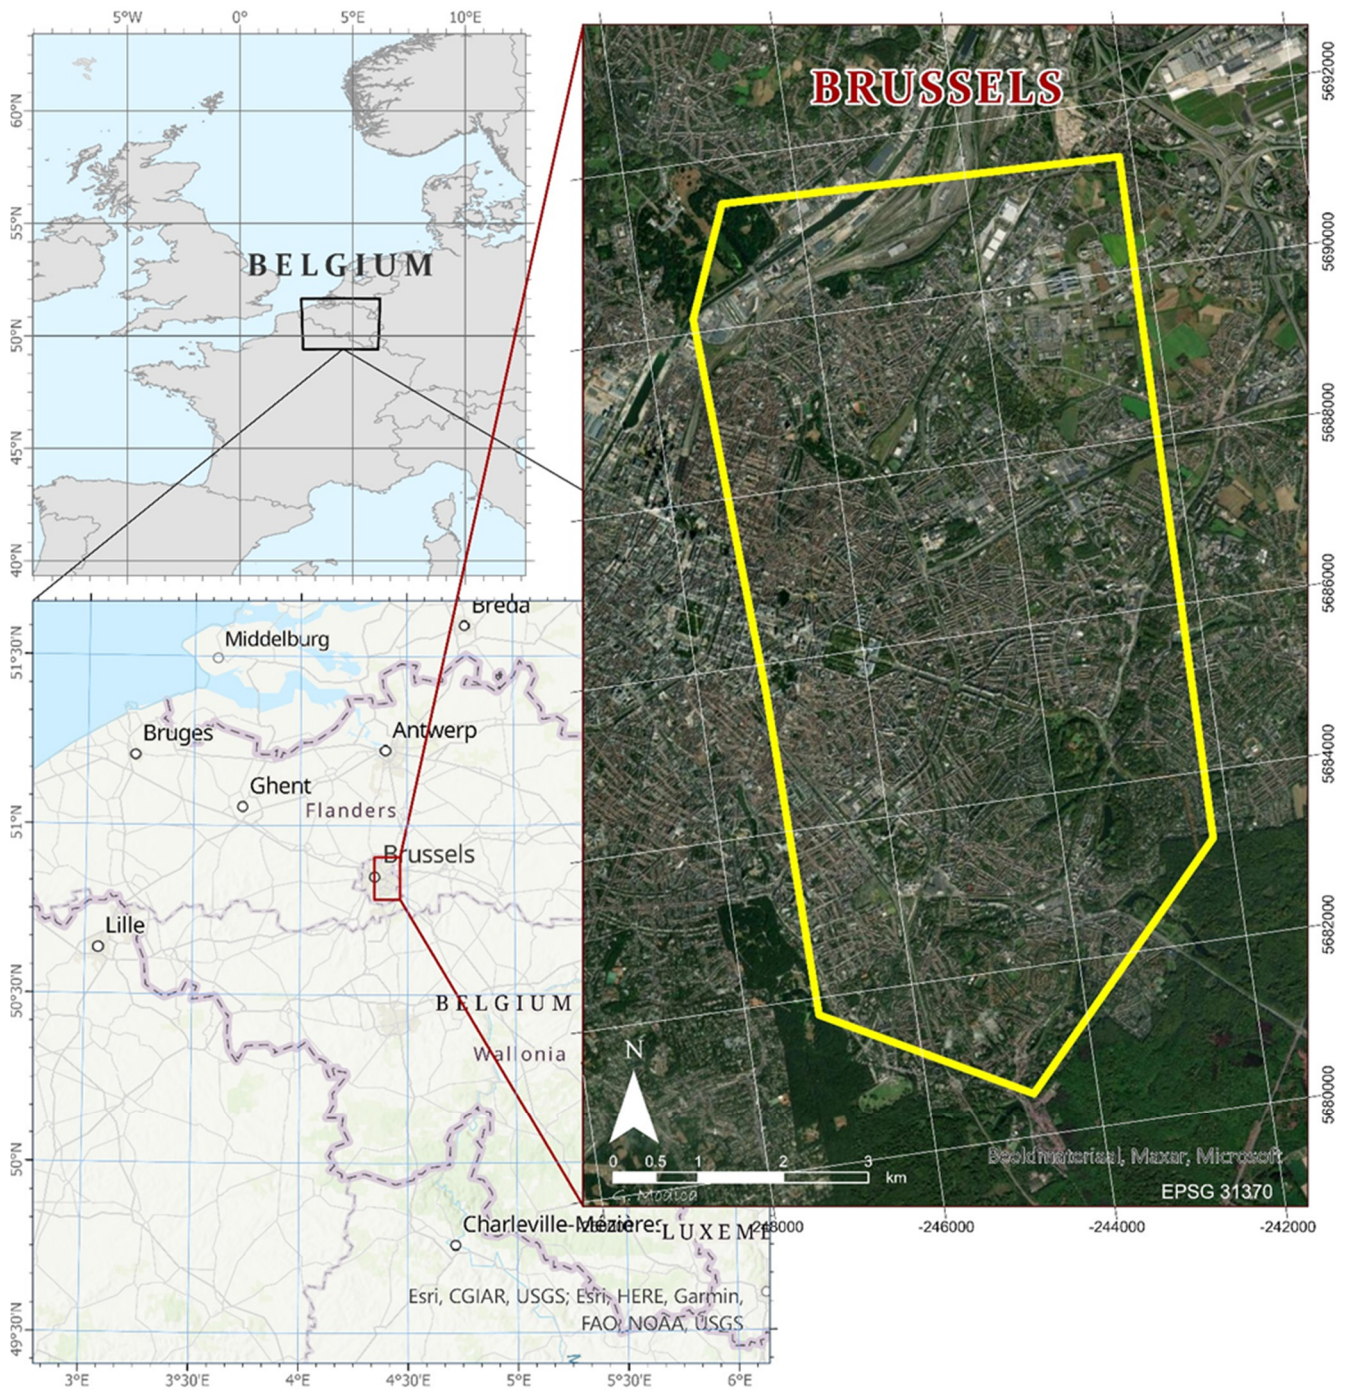 5°W 0° 5°E 10°E
60°N
55°N
50°N
45°N
40°N
BELGIUM
BRUSSELS
5692000
5690000
5688000
5686000
5684000
5682000
5680000
N
0 0.5 1 2 3
km
G. Modica
Beeldmateriaal, Maxar, Microsoft
EPSG 31370
-248000 -246000 -244000 -242000
51°30'N
51°N
50°30'N
50°N
49°30'N
Breda
Middelburg
Bruges
Antwerp
Ghent
Flanders
Brussels
Lille
BELGIUM
Wallonia
Charleville-Mézières
LUXEME
Esri, CGIAR, USGS; Esri, HERE, Garmin,
FAO, NOAA, USGS
3°E 3°30'E 4°E 4°30'E 5°E 5°30'E 6°E